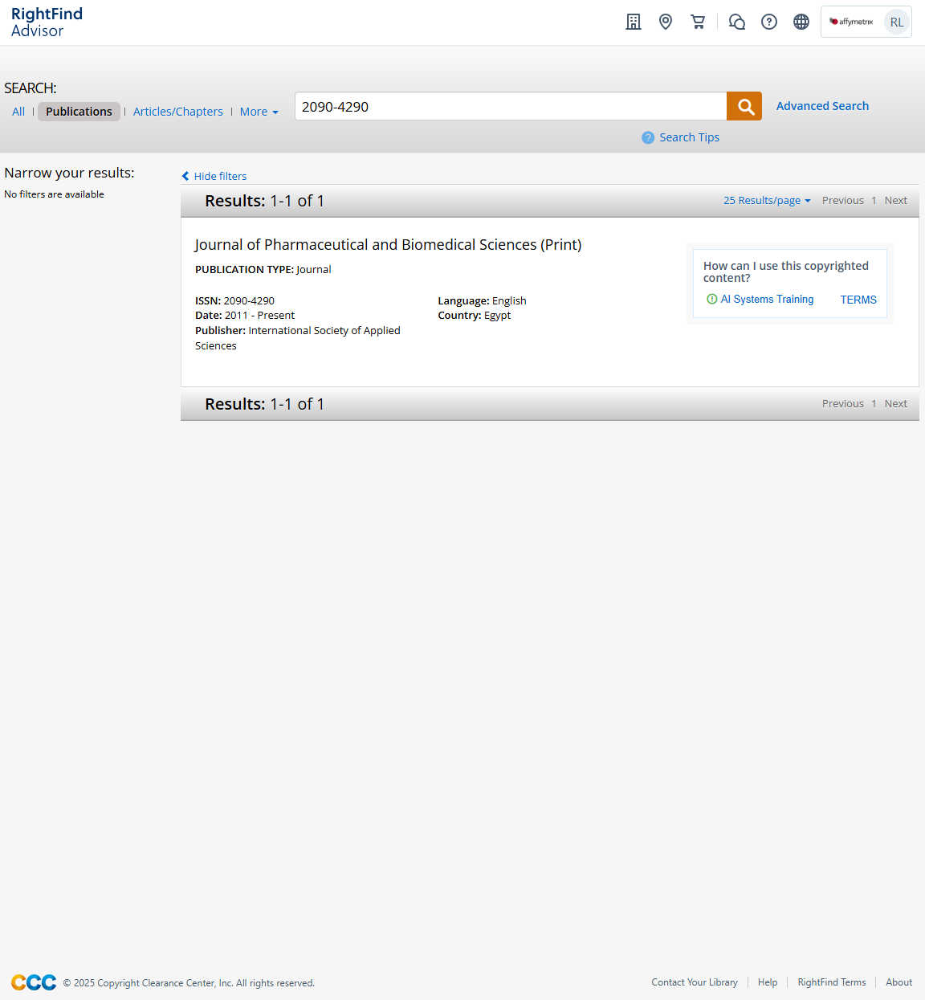 RightFind
Advisor
affymetrix
RL
SEARCH:
All
Publications
Articles/Chapters
More
2090-4290
Advanced Search
? Search Tips
Narrow your results:
No filters are available
Hide filters
Results: 1-1 of 1
25 Results/page
Previous 1 Next
Journal of Pharmaceutical and Biomedical Sciences (Print)
PUBLICATION TYPE: Journal
ISSN: 2090-4290
Date: 2011 - Present
Publisher: International Society of Applied
Sciences
Language: English
Country: Egypt
How can I use this copyrighted
content?
AI Systems Training
TERMS
Results: 1-1 of 1
Previous 1 Next
CCC © 2025 Copyright Clearance Center, Inc. All rights reserved.
Contact Your Library
Help
RightFind Terms
About